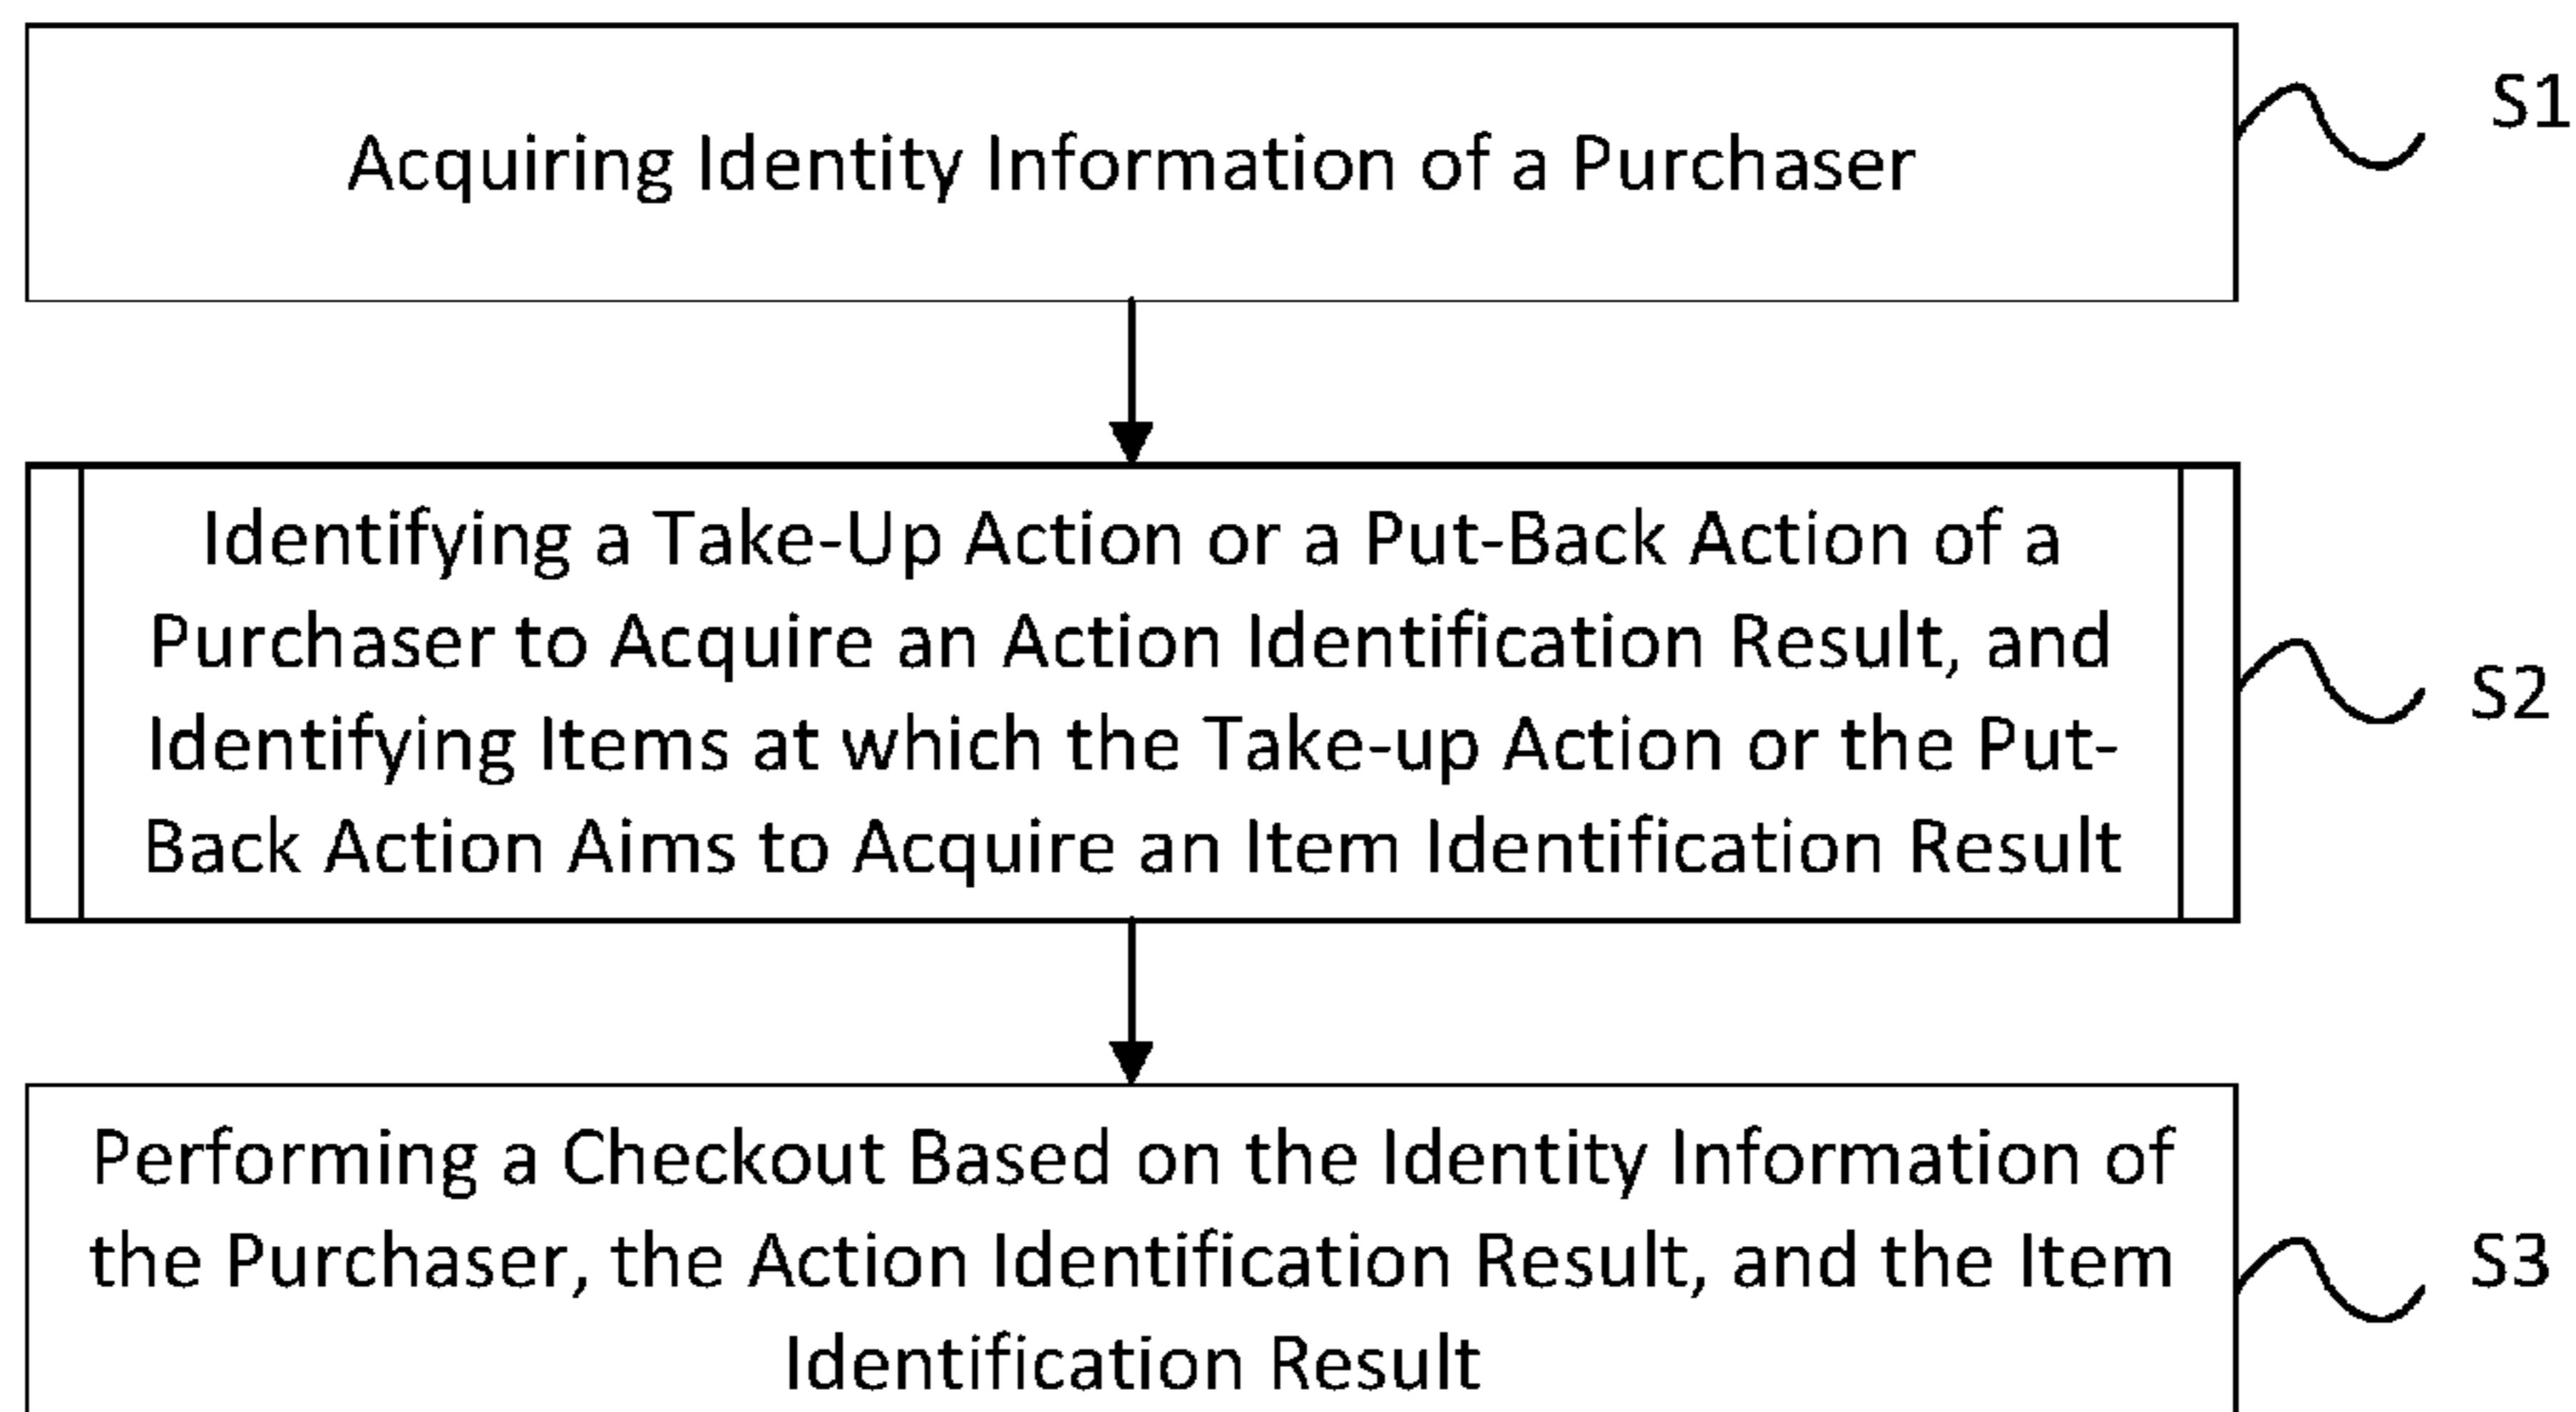 Acquiring Identity Information of a Purchaser
S1
Identifying a Take-Up Action or a Put-Back Action of a
Purchaser to Acquire an Action Identification Result, and
Identifying Items at which the Take-up Action or the Put-
Back Action Aims to Acquire an Item Identification Result
S2
Performing a Checkout Based on the Identity Information of
the Purchaser, the Action Identification Result, and the Item
Identification Result
S3